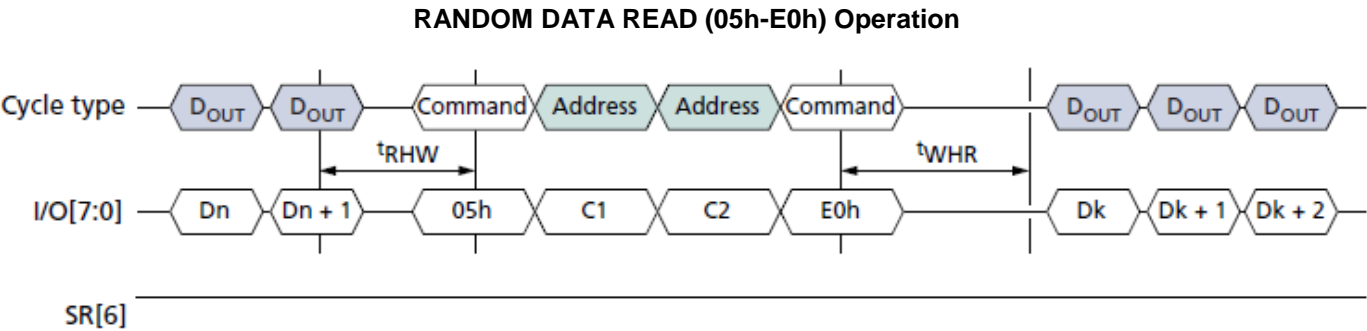 RANDOM DATA READ (05h-E0h) Operation
Cycle type DOUT DOUT Command Address Address Command DOUT DOUT DOUT
tRHW tWHR
I/O[7:0] Dn Dn + 1 05h C1 C2 E0h Dk Dk + 1 Dk + 2
SR[6]